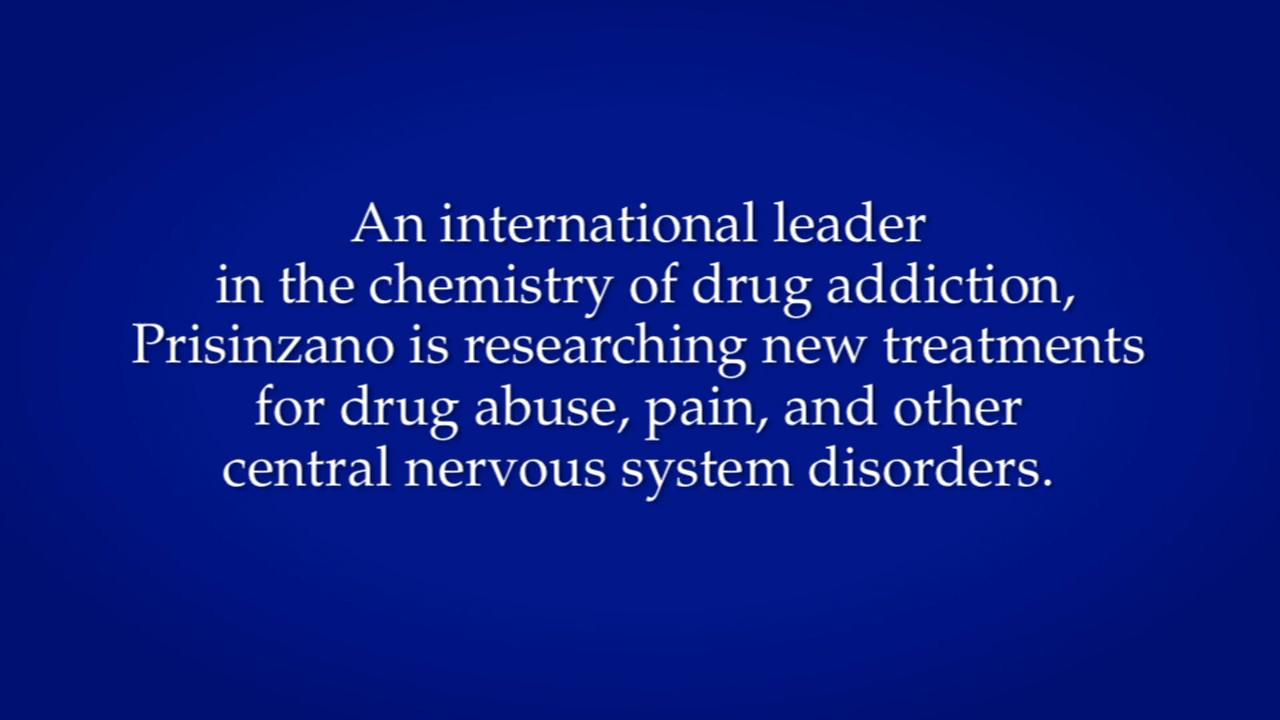 An international leader
in the chemistry of drug addiction,
Prisinzano is researching new treatments
for drug abuse, pain, and other
central nervous system disorders.